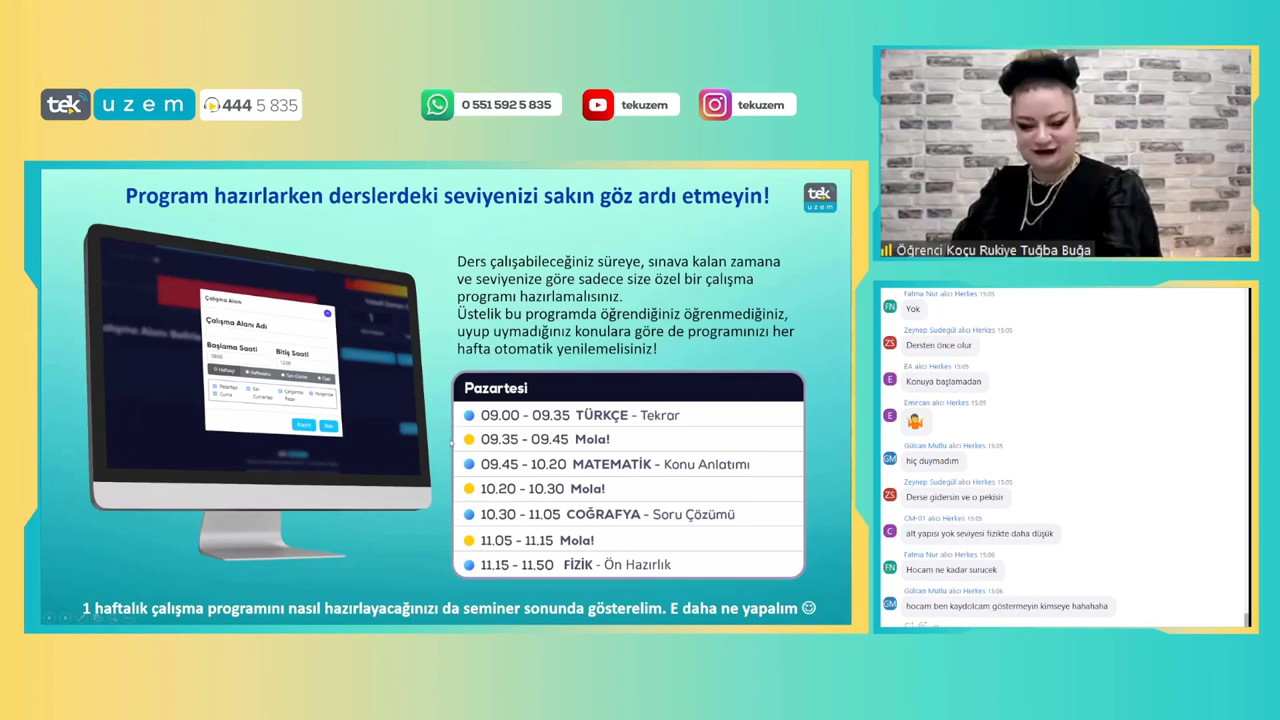 tek uzem 444 5 835
0 551 592 5 835
tekuzem
tekuzem
Program hazırlarken derslerdeki seviyenizi sakın göz ardı etmeyin!
tek
uzem
Ders çalışabileceğiniz süreye, sınava kalan zamana
ve seviyenize göre sadece size özel bir çalışma
programı hazırlamalısınız.
Üstelik bu programda öğrendiğiniz öğrenmediğiniz,
uyup uymadığınız konulara göre de programınızı her
hafta otomatik yenilemelisiniz!
Çalışma Alanı
Çalışma Alanı Adı
Başlama Saati
Bitiş Saati
Pazartesi
09.00 - 09.35 TÜRKÇE - Tekrar
09.35 - 09.45 Mola!
09.45 - 10.20 MATEMATİK - Konu Anlatımı
10.20 - 10.30 Mola!
10.30 - 11.05 COĞRAFYA - Soru Çözümü
11.05 - 11.15 Mola!
11.15 - 11.50 FİZİK - Ön Hazırlık
1 haftalık çalışma programını nasıl hazırlayacağınızı da seminer sonunda gösterelim. E daha ne yapalım
Öğrenci Koçu Rukiye Tuğba Buğa
Fatma Nur alıcı Herkes 15:05
FN
Yok
Zeynep Sudegül alıcı Herkes 15:05
ZS
Dersten önce olur
EA alıcı Herkes 15:05
E
Konuya başlamadan
Emircan alıcı Herkes 15:05
E
Gülcan Mutlu alıcı Herkes 15:05
GM
hiç duymadım
Zeynep Sudegül alıcı Herkes 15:05
ZS
Derse gidersin ve o pekisir
CM-01 alıcı Herkes 15:05
C
alt yapısı yok seviyesi fizikte daha düşük
Fatma Nur alıcı Herkes 15:06
FN
Hocam ne kadar surucek
Gülcan Mutlu alıcı Herkes 15:06
GM
hocam ben kaydolcam göstermeyin kimseye hahahaha